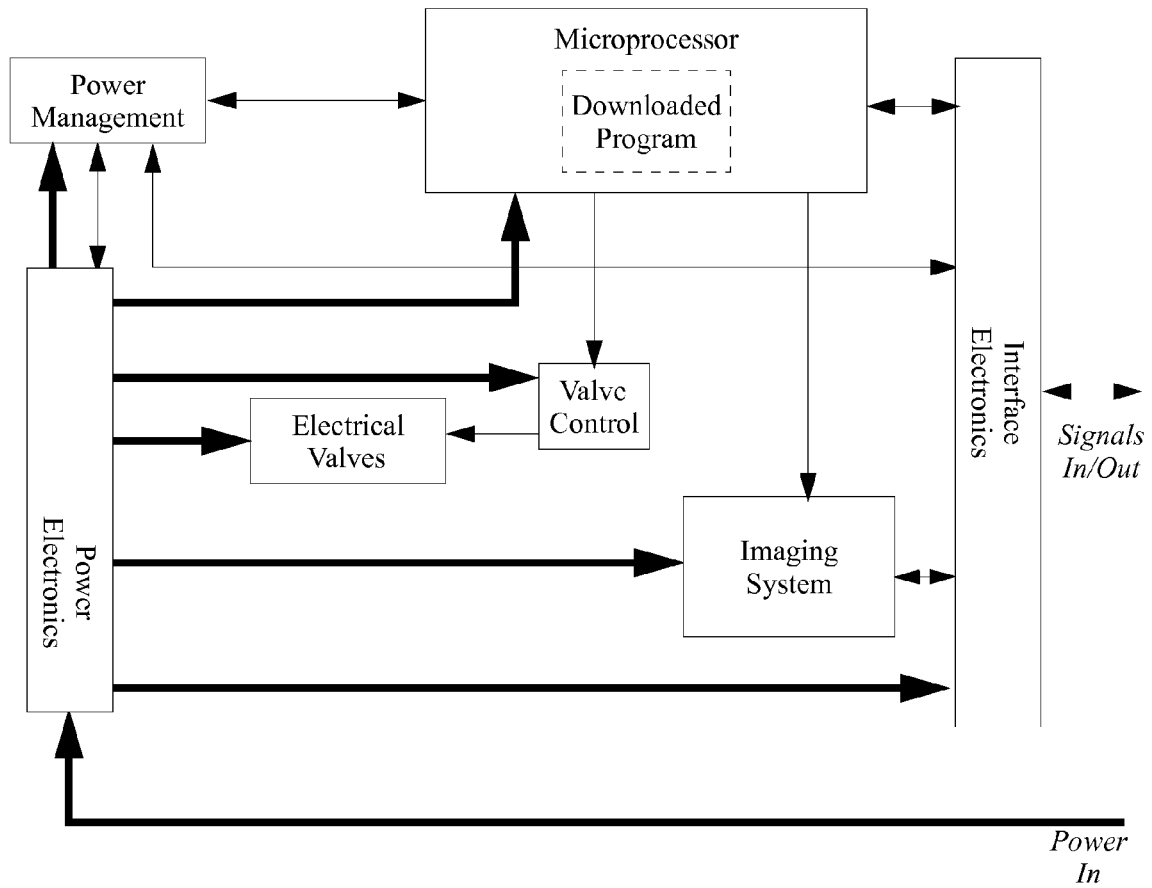 Microprocessor
Downloaded
Program
Power
Management
Interface
Electronics
Valvc
Control
Electrical
Valves
Signals
In/Out
Power
Electronics
Imaging
System
Power
In